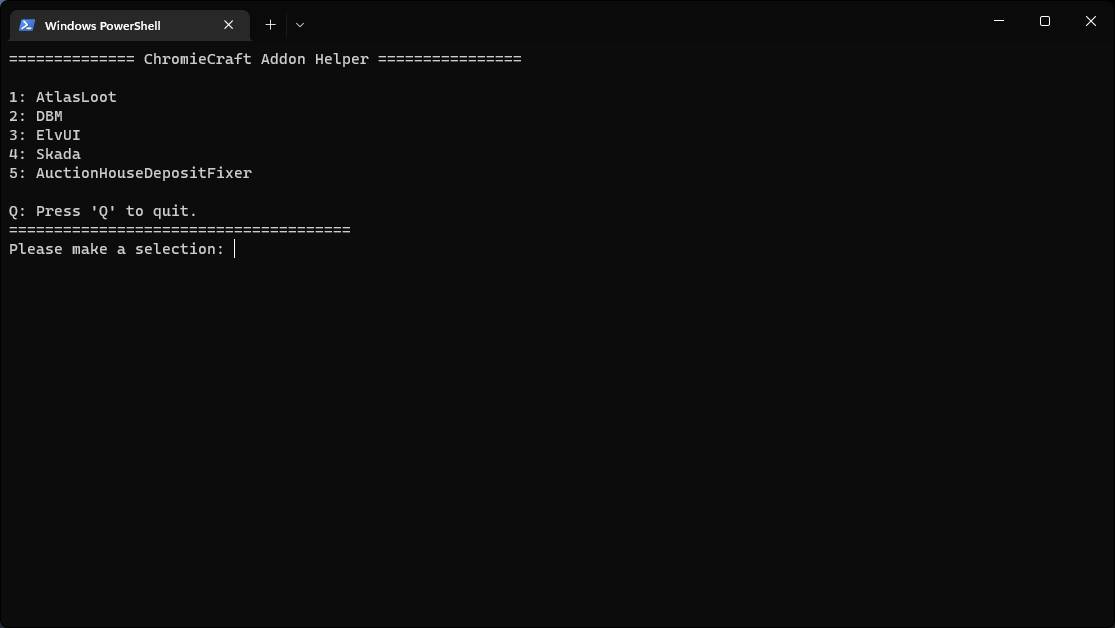 Windows PowerShell
============== ChromieCraft Addon Helper ================
1: AtlasLoot
2: DBM
3: ElvUI
4: Skada
5: AuctionHouseDepositFixer
Q: Press 'Q' to quit.
======================================
Please make a selection: